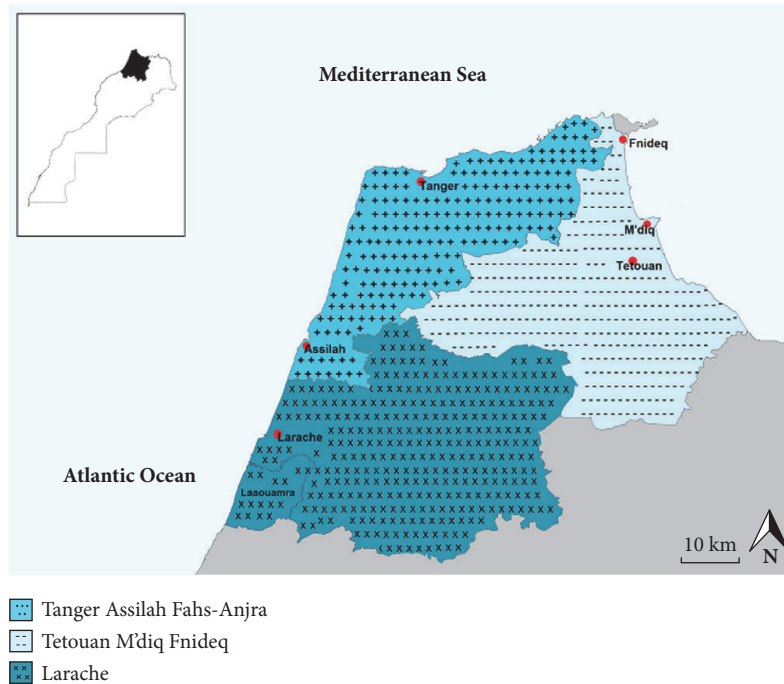 Mediterranean Sea
Fnideq
Tanger
M'diq
Tetouan
Assilah
Larache
Atlantic Ocean
Laaouamra
10 km
N
Tanger Assilah Fahs-Anjra
Tetouan M'diq Fnideq
Larache